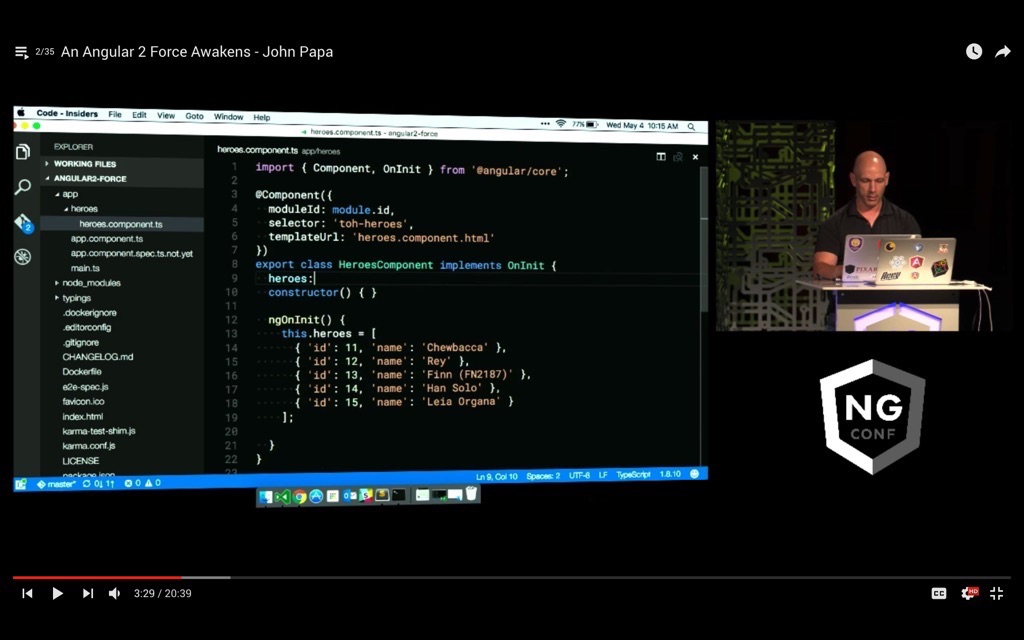 2/35 An Angular 2 Force Awakens - John Papa
Code - Insiders File Edit View Goto Window Help
77% Wed May 4 10:15 AM
heroes.component.ts - angular2-force
EXPLORER
WORKING FILES
ANGULAR2-FORCE
app
heroes
heroes.component.ts
app.component.ts
app.component.spec.ts.not.yet
main.ts
node_modules
typings
.dockerignore
.editorconfig
.gitignore
CHANGELOG.md
Dockerfile
e2e-spec.js
favicon.ico
index.html
karma-test-shim.js
karma.conf.js
LICENSE
package.json
2
heroes.component.ts app/heroes
1 import { Component, OnInit } from '@angular/core';
2
3 @Component({
4 moduleId: module.id,
5 selector: 'toh-heroes',
6 templateUrl: 'heroes.component.html'
7 })
8 export class HeroesComponent implements OnInit {
9 heroes:
10 constructor() { }
11
12 ngOnInit() {
13 this.heroes = [
14 { 'id': 11, 'name': 'Chewbacca' },
15 { 'id': 12, 'name': 'Rey' },
16 { 'id': 13, 'name': 'Finn (FN2187)' },
17 { 'id': 14, 'name': 'Han Solo' },
18 { 'id': 15, 'name': 'Leia Organa' }
19 ];
20
21 }
22 }
23
master* 0↓ 1↑ 0 0 Ln 9, Col 10 Spaces: 2 UTF-8 LF TypeScript 1.8.10
PIXAR
NG
CONF
3:29 / 20:39
CC
HD